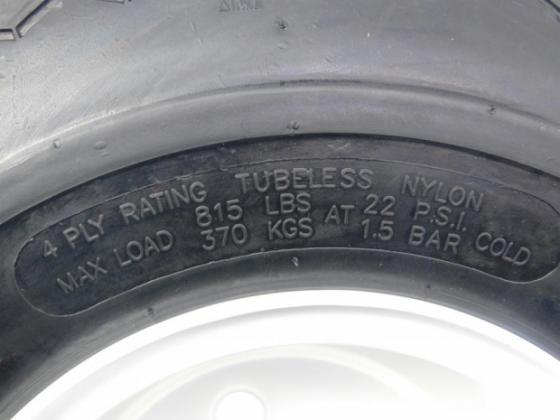 4 PLY RATING TUBELESS NYLON
MAX LOAD 815 LBS AT 22 P.S.I. COLD
370 KGS 1.5 BAR